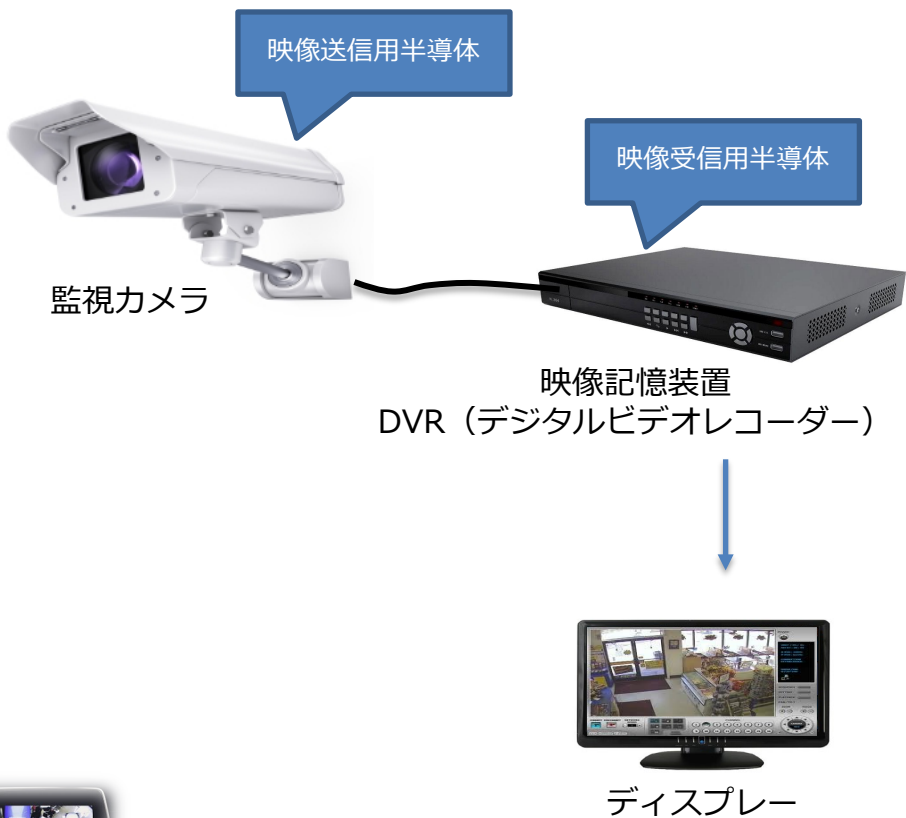 映像送信用半導体
映像受信用半導体
監視カメラ
映像記憶装置
DVR（デジタルビデオレコーダー）
ディスプレー